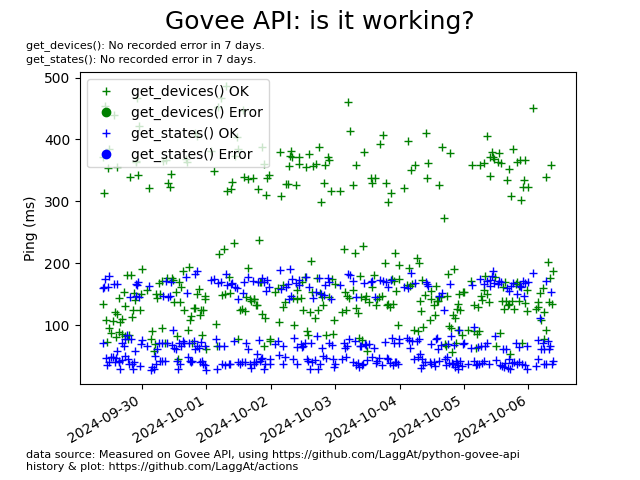 Govee API: is it working?
get_devices(): No recorded error in 7 days.
get_states(): No recorded error in 7 days.
500
400
300
200
100
Ping (ms)
get_devices() OK
get_devices() Error
get_states() OK
get_states() Error
2024-09-30
2024-10-01
2024-10-02
2024-10-03
2024-10-04
2024-10-05
2024-10-06
data source: Measured on Govee API, using https://github.com/LaggAt/python-govee-api
history & plot: https://github.com/LaggAt/actions